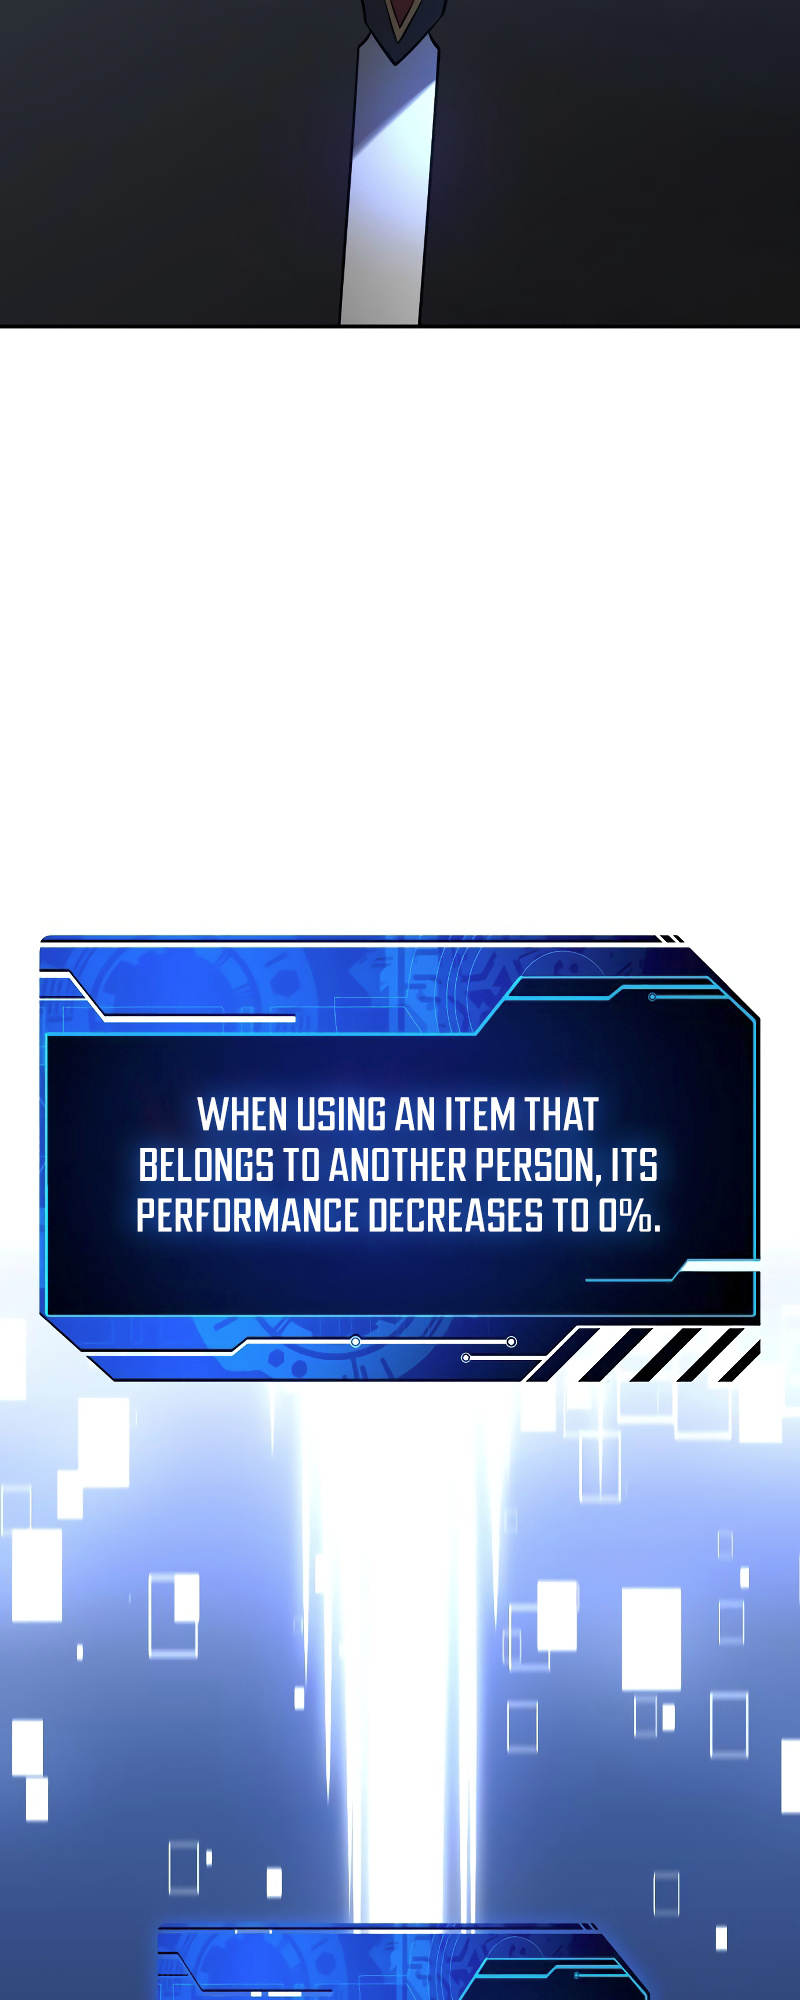 WHEN USING AN ITEM THAT
BELONGS TO ANOTHER PERSON, ITS
PERFORMANCE DECREASES TO 0%.